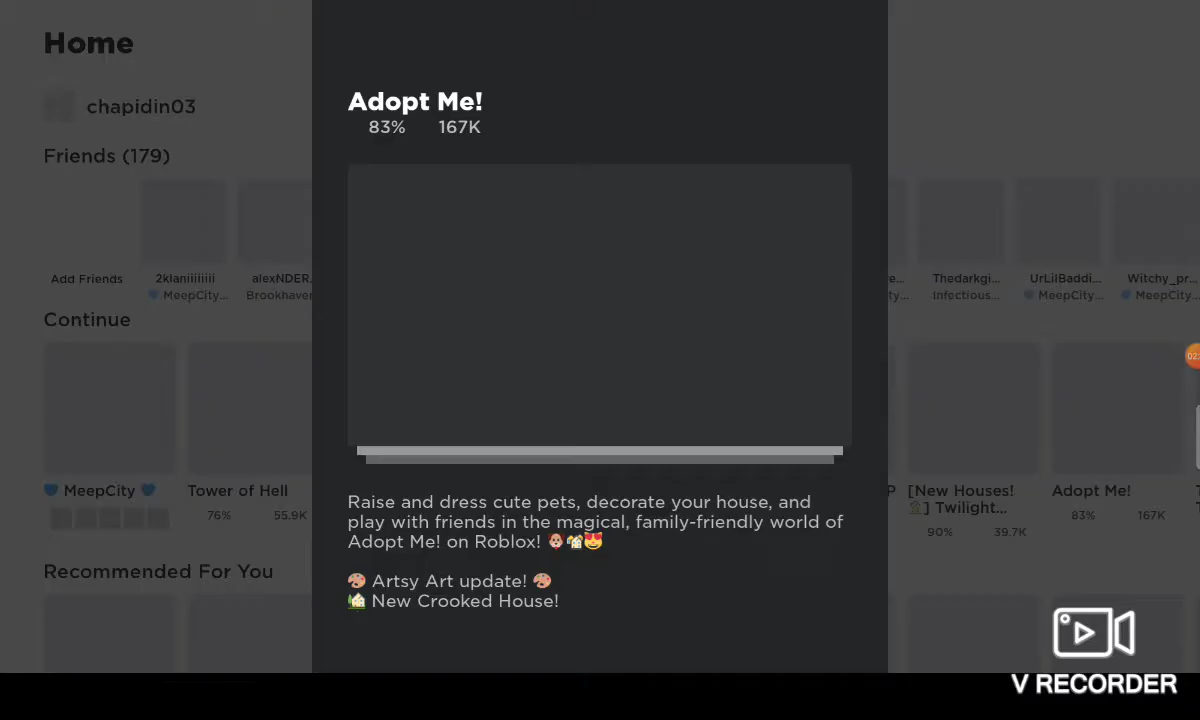 Home
chapidin03
Friends (179)
Add Friends
2klaniiiiiiii
MeepCity...
alexNDER.
Brookhaven
Adopt Me!
83% 167K
Raise and dress cute pets, decorate your house, and
play with friends in the magical, family-friendly world of
Adopt Me! on Roblox! 🐶🏘️😻
🎨 Artsy Art update! 🎨
🏡 New Crooked House!
Thedarkgi...
Infectious...
UrLilBaddi...
💙 MeepCity...
Witchy_pr...
💙 MeepCity...
Continue
💙 MeepCity 💙
Tower of Hell
76% 55.9K
[New Houses!
] Twilight...
90% 39.7K
Adopt Me!
83% 167K
Recommended For You
V RECORDER